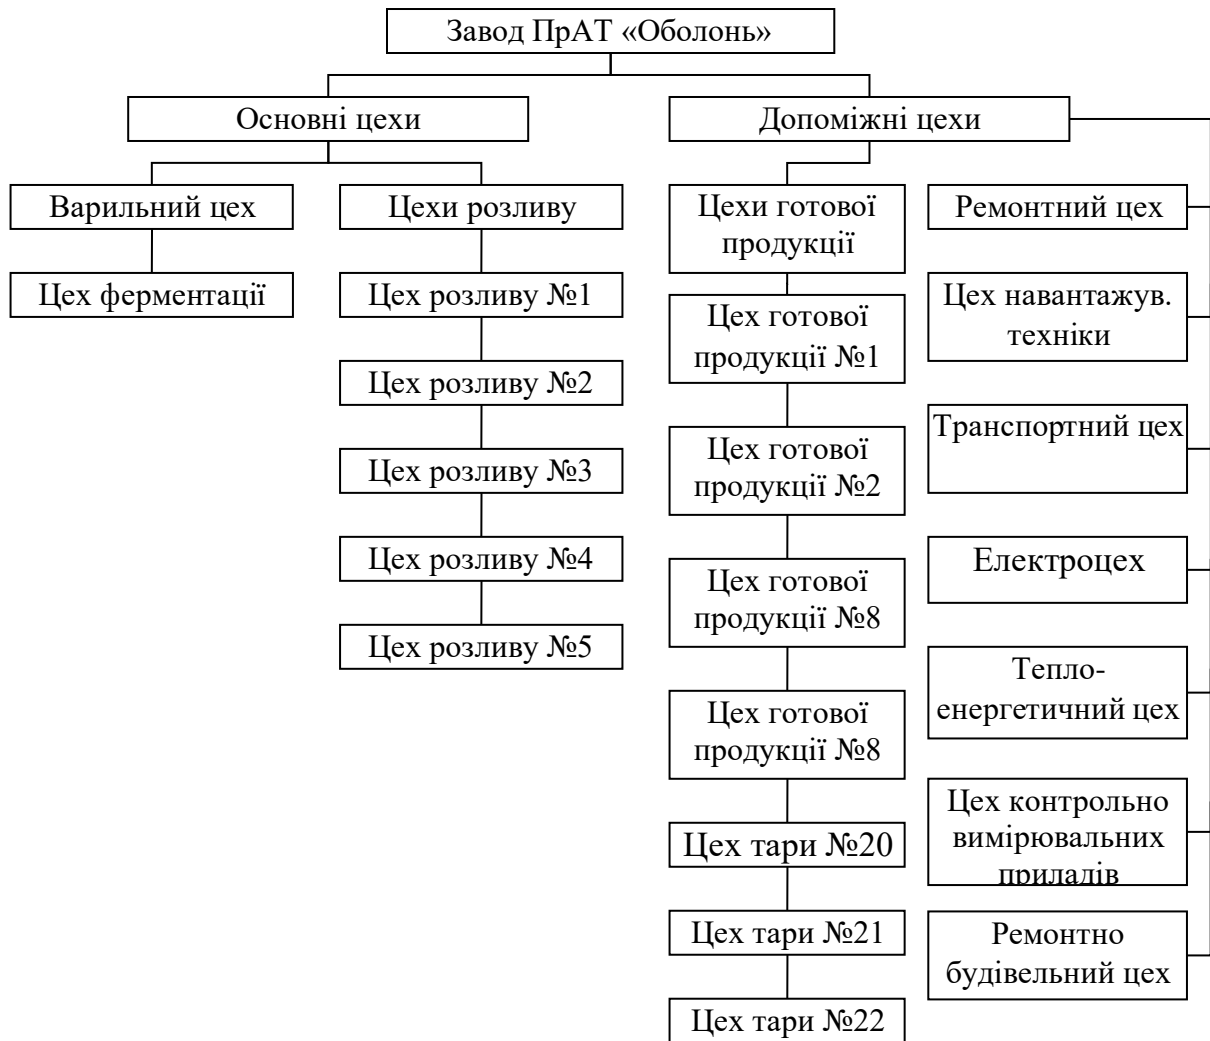 Завод ПрАТ «Оболонь»
Основні цехи
Допоміжні цехи
Варильний цех
Цех ферментації
Цехи розливу
Цех розливу №1
Цех розливу №2
Цех розливу №3
Цех розливу №4
Цех розливу №5
Цехи готової
продукції
Цех готової
продукції №1
Цех готової
продукції №2
Цех готової
продукції №8
Цех готової
продукції №8
Цех тари №20
Цех тари №21
Цех тари №22
Ремонтний цех
Цех навантажув.
техніки
Транспортний цех
Електроцех
Тепло-
енергетичний цех
Цех контрольно
вимірювальних
приладів
Ремонтно
будівельний цех